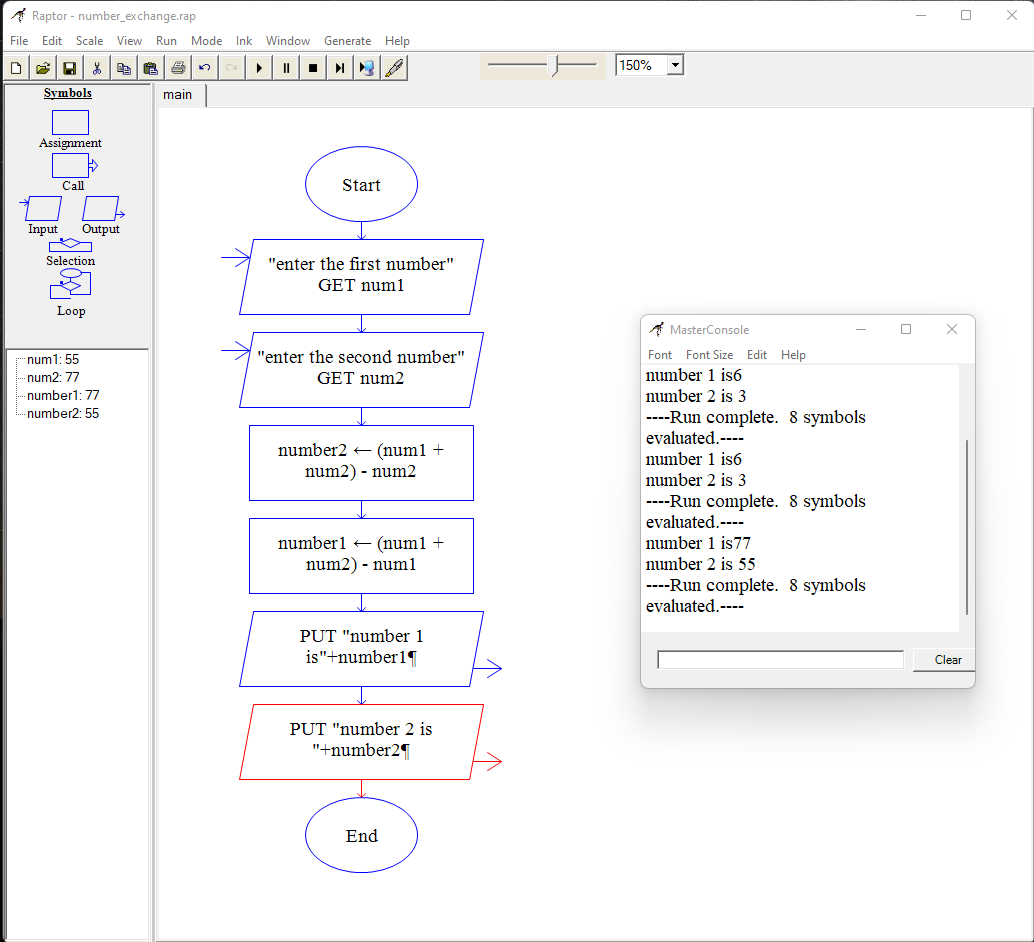 Raptor - number_exchange.rap
File Edit Scale View Run Mode Ink Window Generate Help
150%
Symbols
Assignment
Call
Input Output
Selection
Loop
num1: 55
num2: 77
number1: 77
number2: 55
main
Start
"enter the first number"
GET num1
"enter the second number"
GET num2
number2 ← (num1 +
num2) - num2
number1 ← (num1 +
num2) - num1
PUT "number 1
is"+number1¶
PUT "number 2 is
"+number2¶
End
MasterConsole
Font Font Size Edit Help
number 1 is6
number 2 is 3
----Run complete.  8 symbols
evaluated.----
number 1 is6
number 2 is 3
----Run complete.  8 symbols
evaluated.----
number 1 is77
number 2 is 55
----Run complete.  8 symbols
evaluated.----
Clear